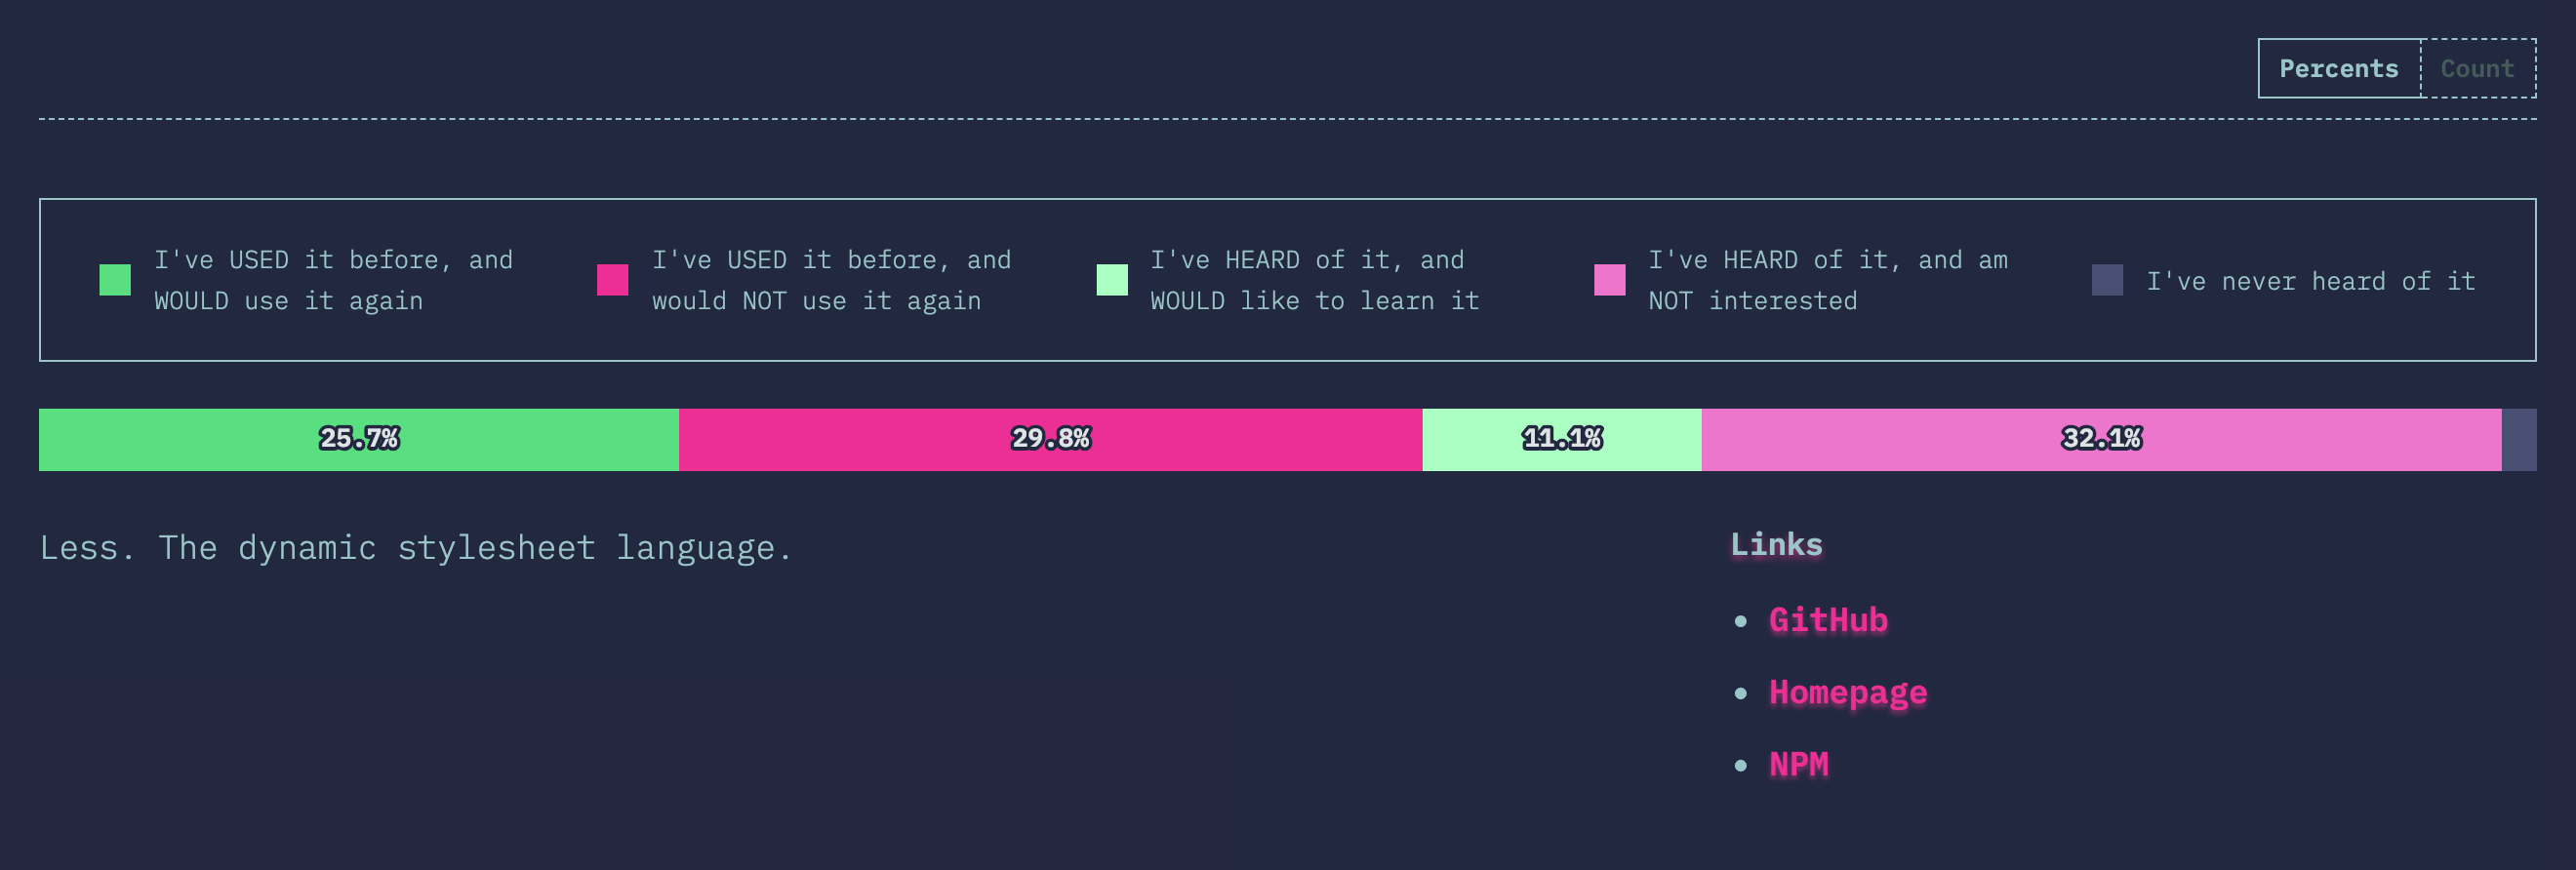 Percents Count
I've USED it before, and
WOULD use it again
I've USED it before, and
would NOT use it again
I've HEARD of it, and
WOULD like to learn it
I've HEARD of it, and am
NOT interested
I've never heard of it
25.7% 29.8% 11.1% 32.1%
Less. The dynamic stylesheet language.
Links
• GitHub
• Homepage
• NPM